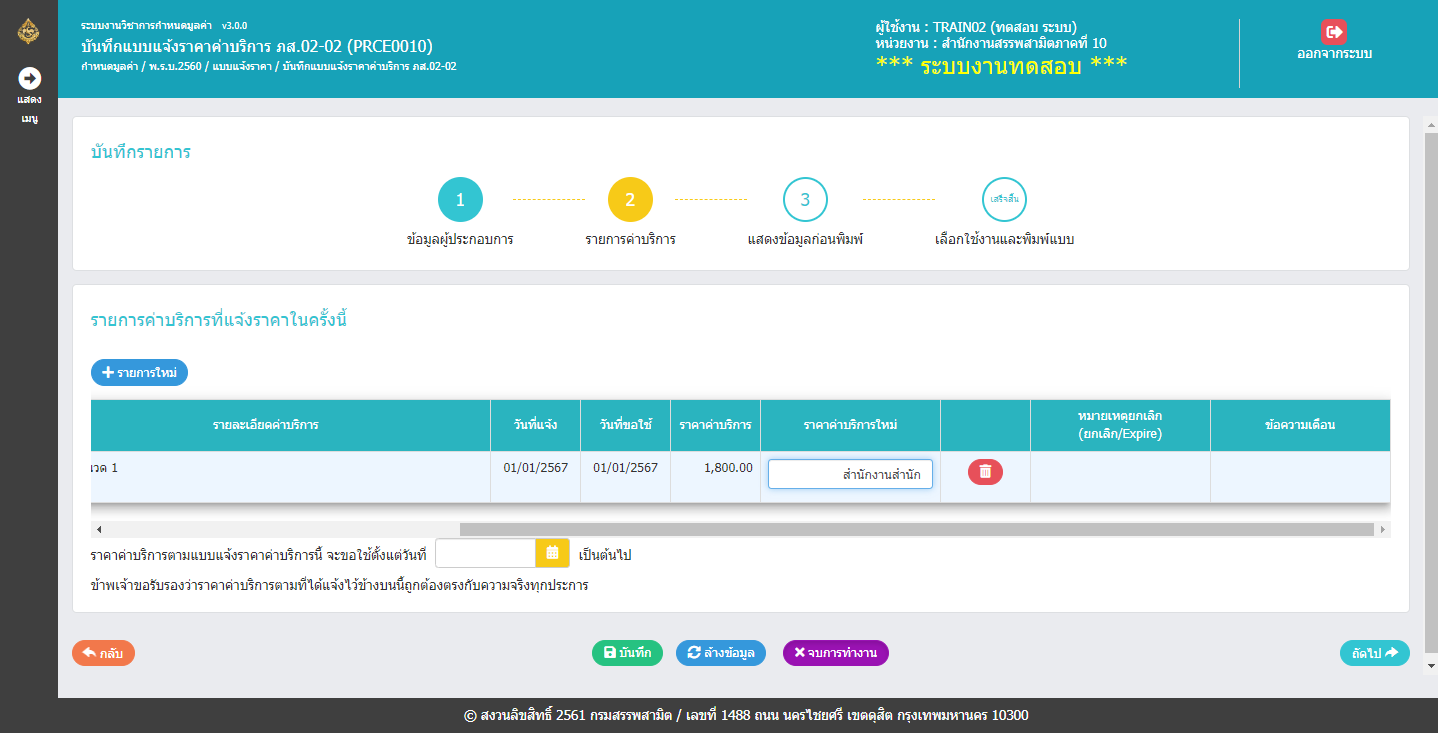 ระบบงานวิชาการกำหนดมูลค่า v3.0.0
บันทึกแบบแจ้งราคาค่าบริการ ภส.02-02 (PRCE0010)
กำหนดมูลค่า / พ.ร.บ.2560 / แบบแจ้งราคา / บันทึกแบบแจ้งราคาค่าบริการ ภส.02-02
ผู้ใช้งาน : TRAIN02 (ทดสอบ ระบบ)
หน่วยงาน : สำนักงานสรรพสามิตภาคที่ 10
*** ระบบงานทดสอบ ***
ออกจากระบบ
แสดง
เมนู
บันทึกรายการ
1
2
3
เสร็จสิ้น
ข้อมูลผู้ประกอบการ
รายการค่าบริการ
แสดงข้อมูลก่อนพิมพ์
เลือกใช้งานและพิมพ์แบบ
รายการค่าบริการที่แจ้งราคาในครั้งนี้
รายการใหม่
รายละเอียดค่าบริการ
วันที่แจ้ง
วันที่ขอใช้
ราคาค่าบริการ
ราคาค่าบริการใหม่
หมายเหตุยกเลิก
(ยกเลิก/Expire)
ข้อความเตือน
นวด 1
01/01/2567
01/01/2567
1,800.00
สำนักงานสำนัก
ราคาค่าบริการตามแบบแจ้งราคาค่าบริการนี้ จะขอใช้ตั้งแต่วันที่
เป็นต้นไป
ข้าพเจ้าขอรับรองว่าราคาค่าบริการตามที่ได้แจ้งไว้ข้างบนนี้ถูกต้องตรงกับความจริงทุกประการ
กลับ
บันทึก
ล้างข้อมูล
จบการทำงาน
ถัดไป
© สงวนลิขสิทธิ์ 2561 กรมสรรพสามิต / เลขที่ 1488 ถนน นครไชยศรี เขตดุสิต กรุงเทพมหานคร 10300